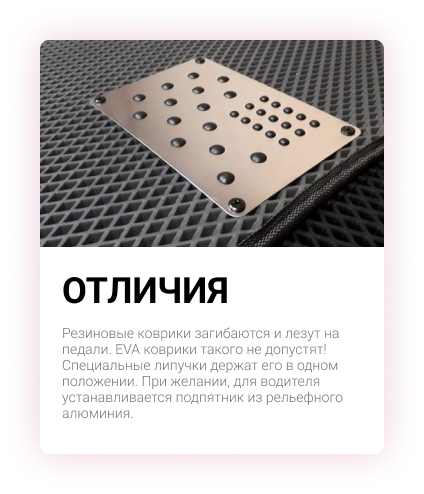 ОТЛИЧИЯ
Резиновые коврики загибаются и лезут на
педали. EVA коврики такого не допустят!
Специальные липучки держат его в одном
положении. При желании, для водителя
устанавливается подпятник из рельефного
алюминия.